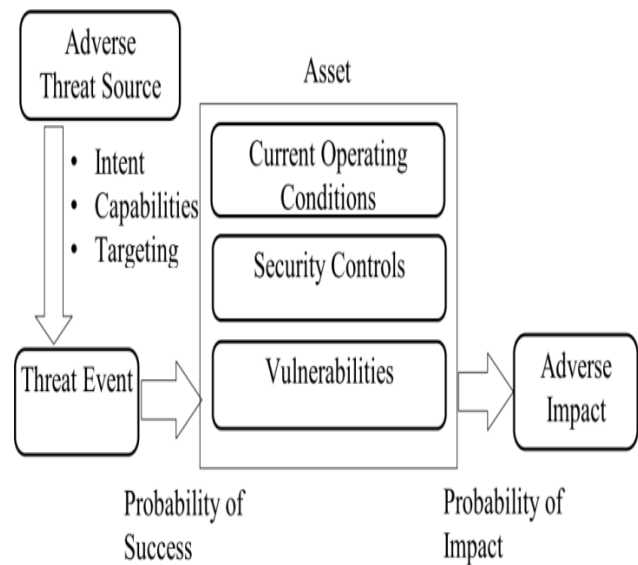 Adverse
Threat Source
• Intent
• Capabilities
• Targeting
Threat Event
Probability of
Success
Asset
Current Operating
Conditions
Security Controls
Vulnerabilities
Probability of
Impact
Adverse
Impact